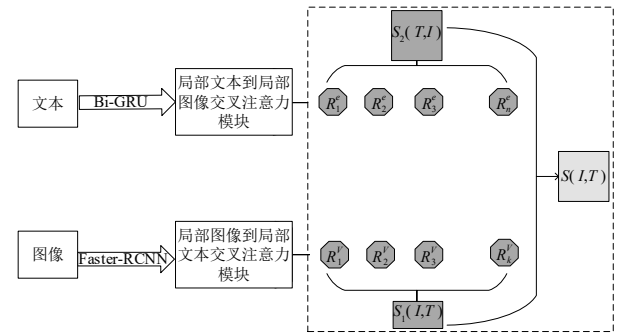 S₂(T,I)
文本
Bi-GRU
局部文本到局部
图像交叉注意力
模块
R₁ᵉ R₂ᵉ R₃ᵉ Rₙᵉ
S(I,T)
图像
Faster-RCNN
局部图像到局部
文本交叉注意力
模块
R₁ⱽ R₂ⱽ R₃ⱽ Rₖⱽ
S₁(I,T)